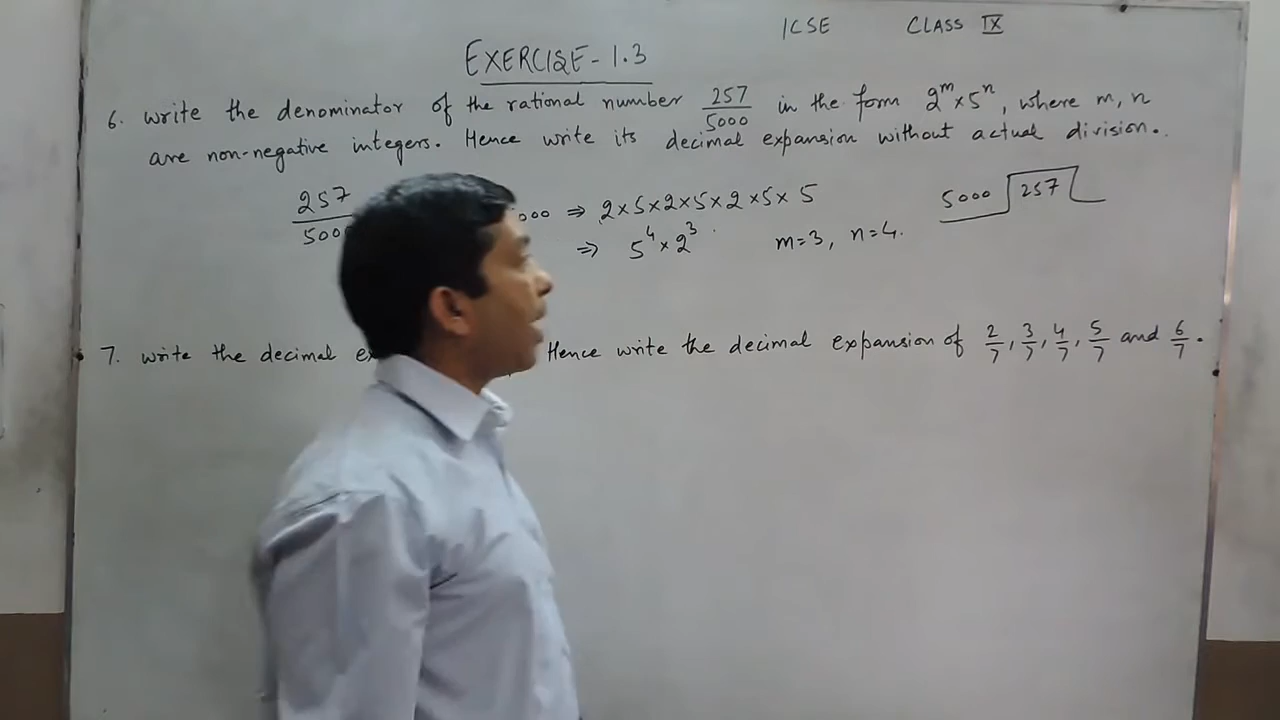 ICSE CLASS IX
EXERCISE-1.3
6. Write the denominator of the rational number 257/5000 in the form 2^m × 5^n, where m, n
are non-negative integers. Hence write its decimal expansion without actual division.
257/500 000 ⇒ 2×5×2×5×2×5×5 5000 257
⇒ 5^4 × 2^3 m=3, n=4.
7. Write the decimal Hence write the decimal expansion of 2/7, 3/7, 4/7, 5/7 and 6/7.